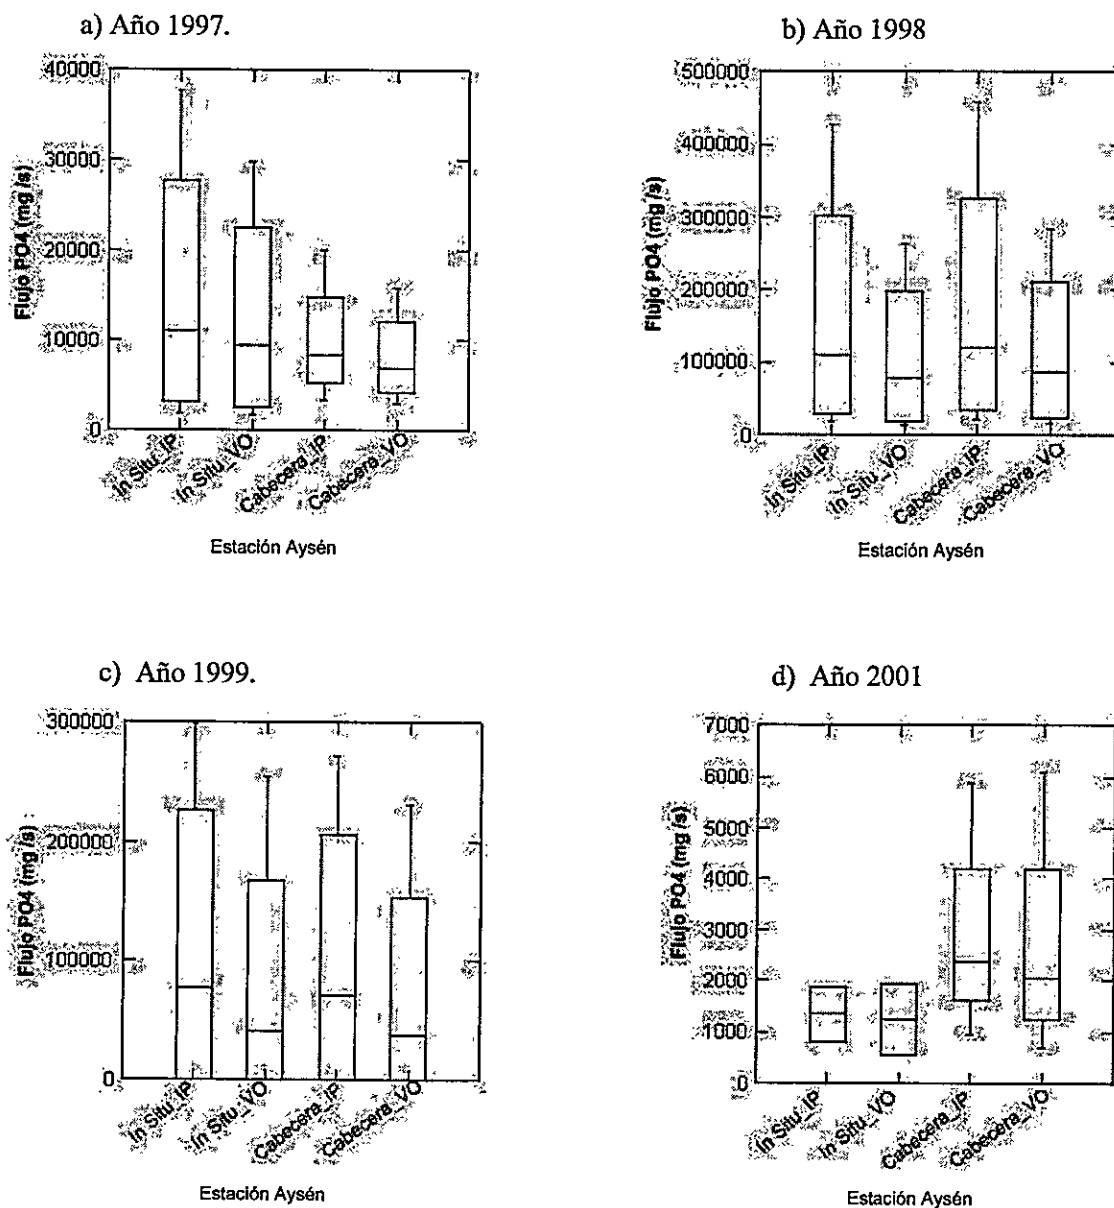 a) Año 1997.
40000
30000
20000
10000
0
Flujo PO4 (mg /s)
In Situ_IP
In Situ_VO
Cabecera_IP
Cabecera_VO
Estación Aysén
b) Año 1998
500000
400000
300000
200000
100000
0
Flujo PO4 (mg /s)
In Situ_IP
In Situ_VO
Cabecera_IP
Cabecera_VO
Estación Aysén
c) Año 1999.
300000
200000
100000
0
Flujo PO4 (mg /s)
In Situ_IP
In Situ_VO
Cabecera_IP
Cabecera_VO
Estación Aysén
d) Año 2001
7000
6000
5000
4000
3000
2000
1000
0
Flujo PO4 (mg /s)
In Situ_IP
In Situ_VO
Cabecera_IP
Cabecera_VO
Estación Aysén